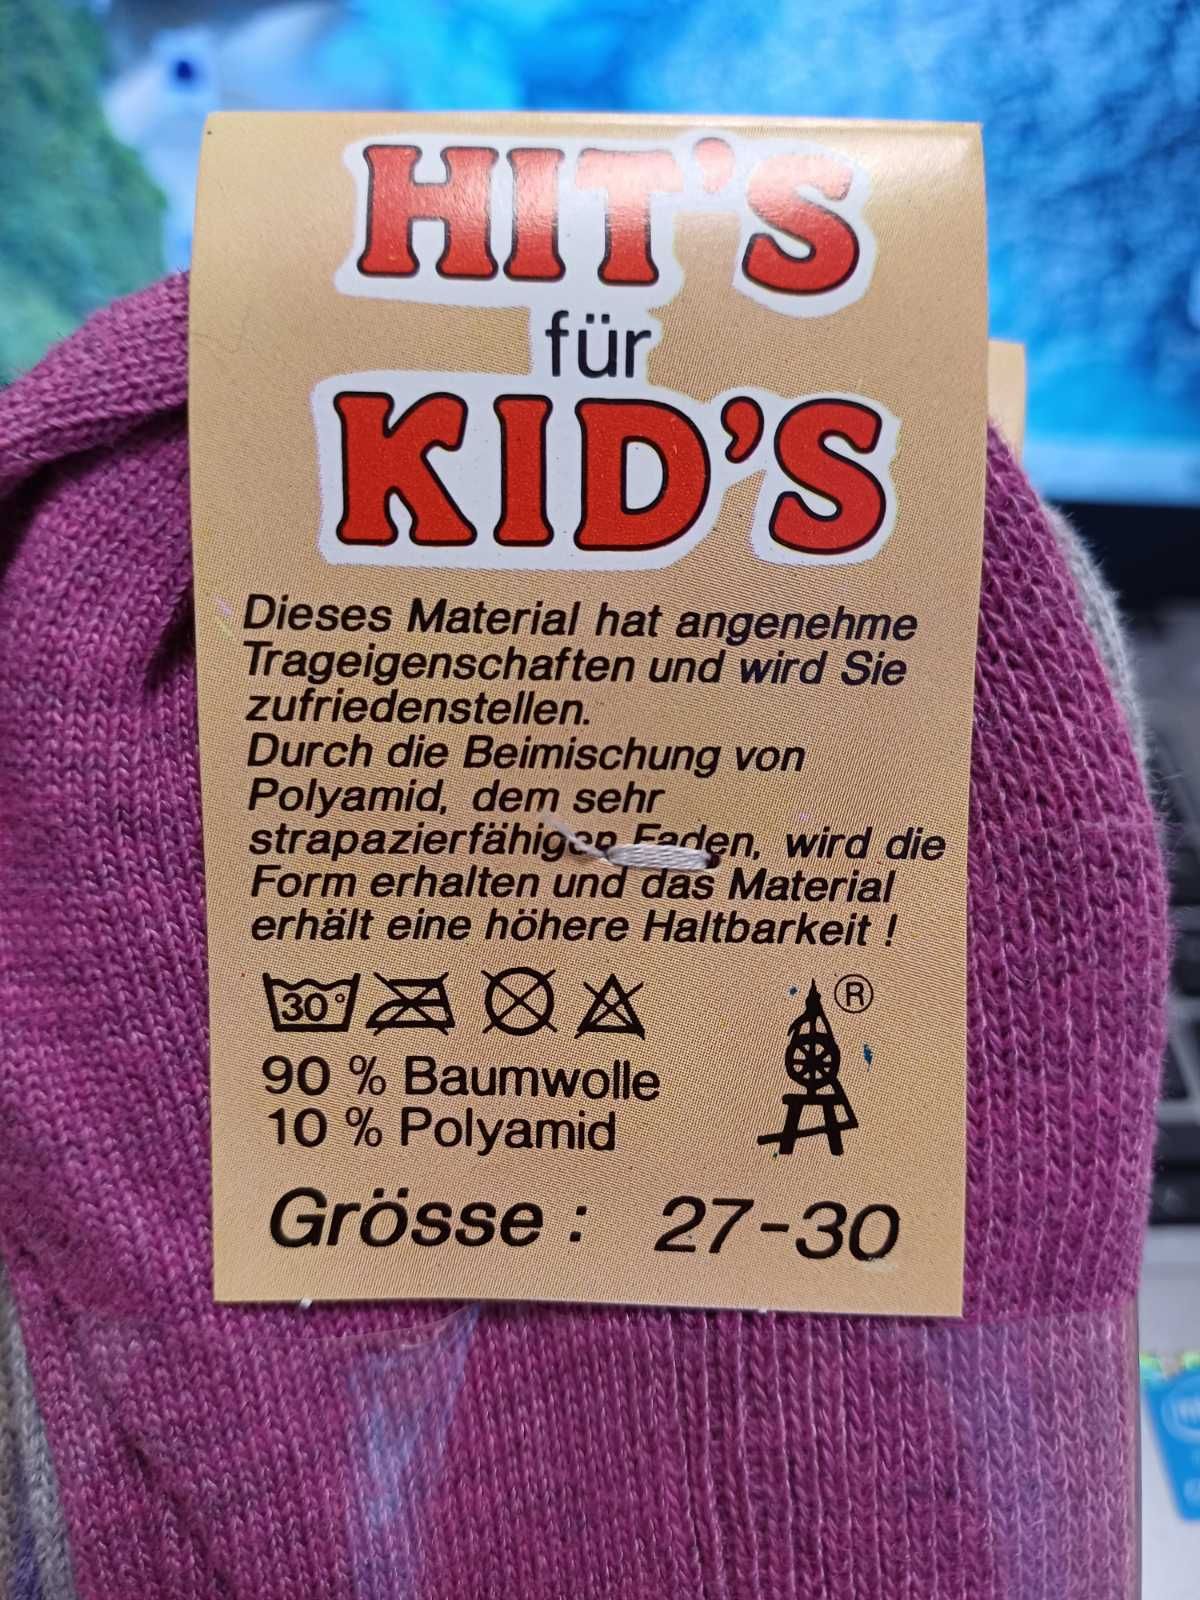 HIT'S
für
KID'S
Dieses Material hat angenehme
Trageigenschaften und wird Sie
zufriedenstellen.
Durch die Beimischung von
Polyamid, dem sehr
strapazierfähigen Faden, wird die
Form erhalten und das Material
erhält eine höhere Haltbarkeit !
30°
®
90 % Baumwolle
10 % Polyamid
Grösse : 27-30